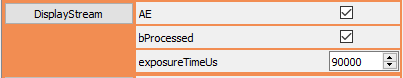 DisplayStream AE
bProcessed
exposureTimeUs 90000